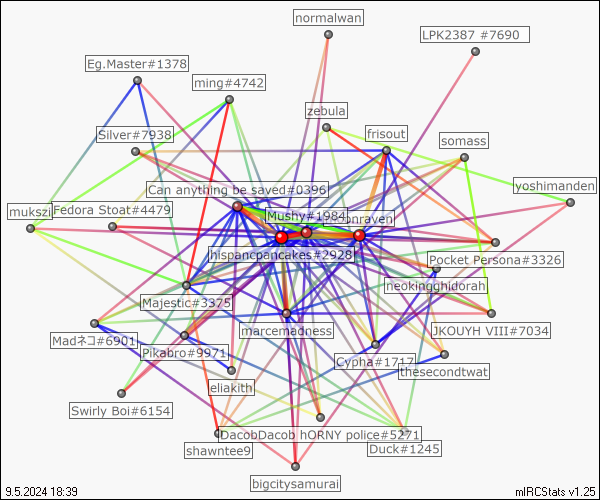 normalwan
LPK2387 #7690
Eg.Master#1378
ming#4742
zebula
Silver#7938
frisout
somass
Can anything be saved#0396
yoshimanden
mukszi
Fedora Stoat#4479
Mushy#1984
onraven
hispancpancakes#2928
Pocket Persona#3326
neokingghidorah
Majestic#3375
marcemadness
JKOUYH VIII#7034
Madネコ#6901
Pikabro#9971
Cypha#1717
thesecondtwat
eliakith
Swirly Boi#6154
DacobDacob hORNY police#5271
shawntee9
Duck#1245
bigcitysamurai
9.5.2024 18:39
mIRCStats v1.25